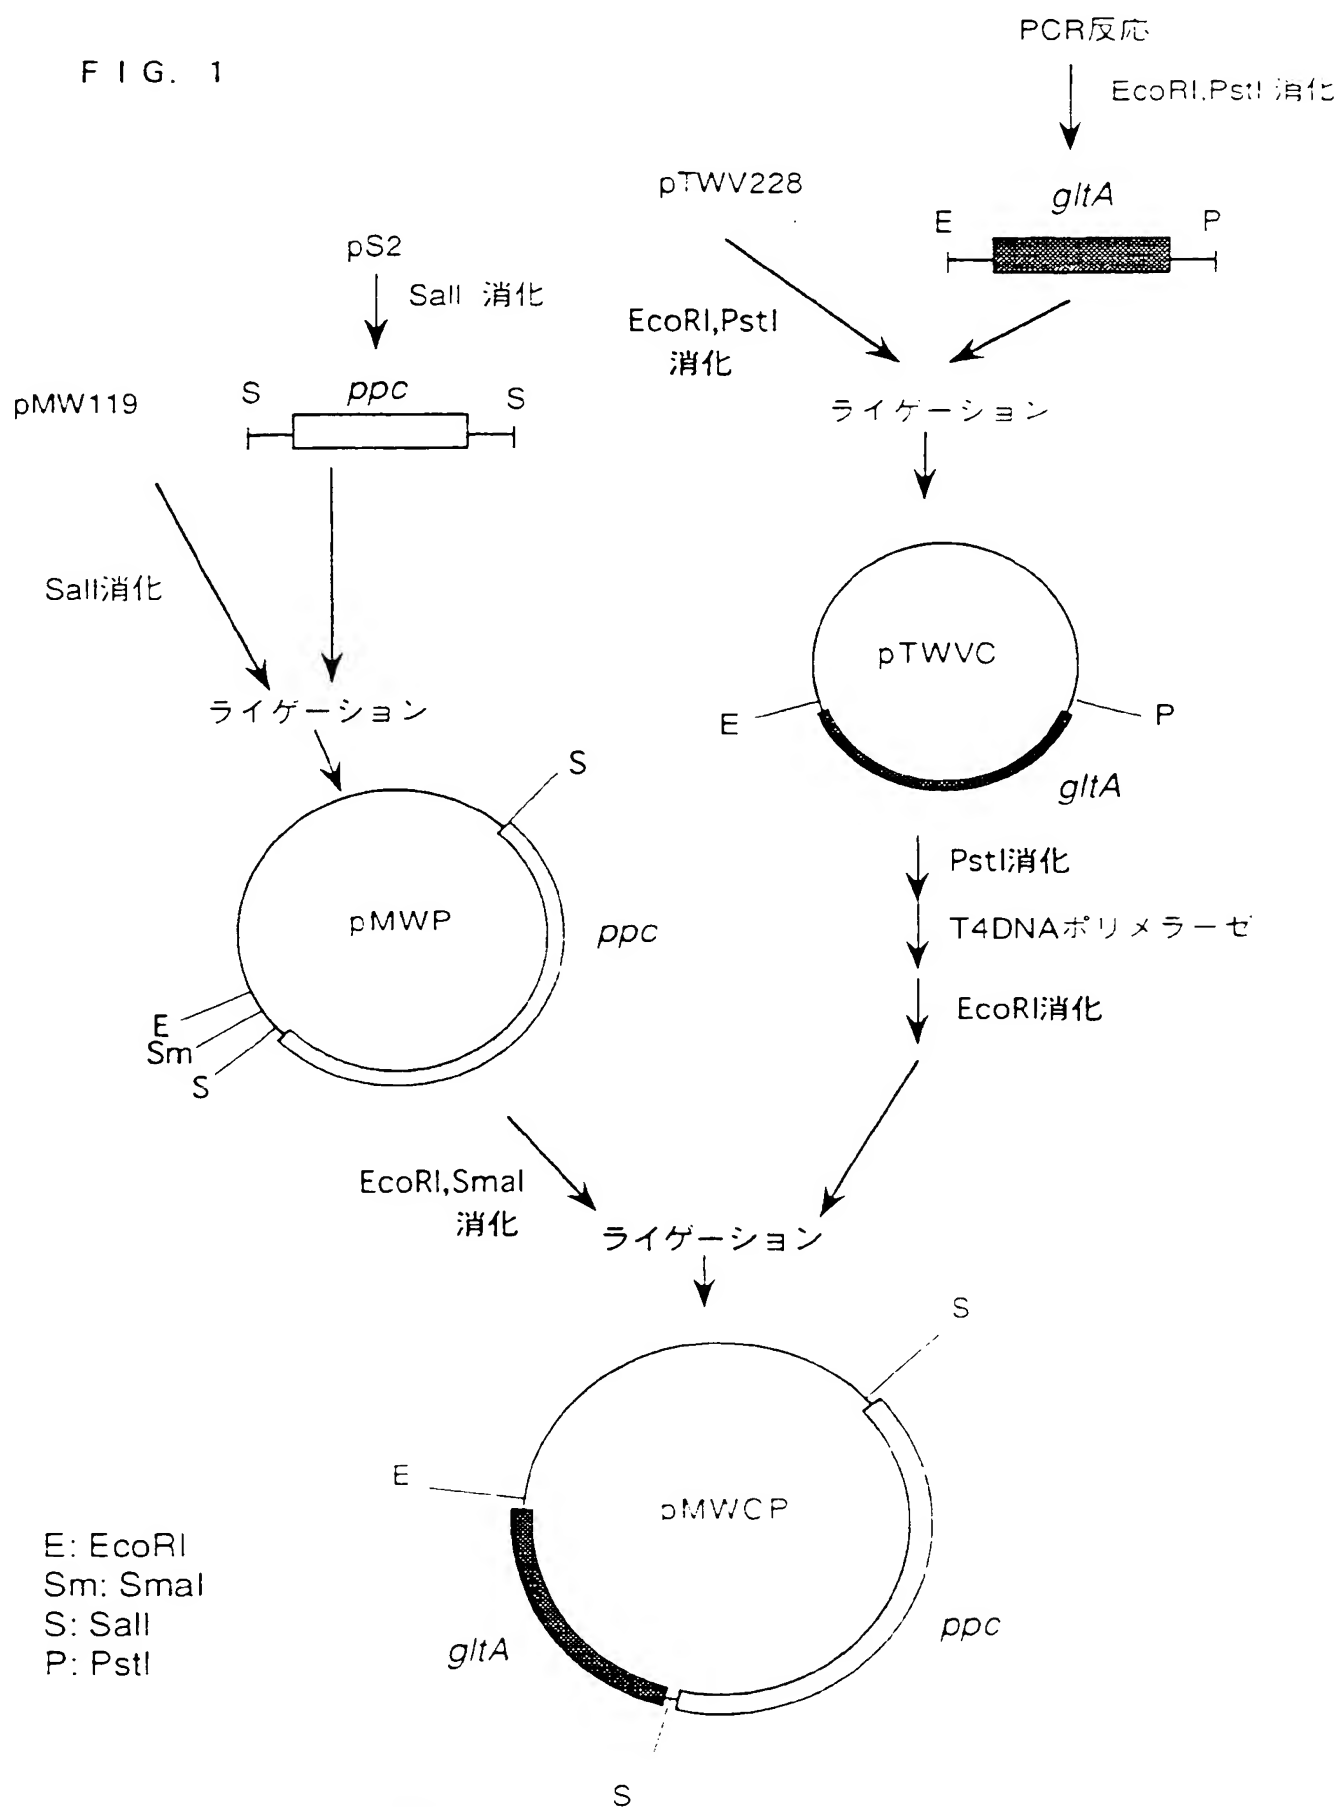 FIG. 1
PCR反応
EcoRI,PstI 消化
pTWV228
gltA
E
P
pS2
SalI 消化
EcoRI,PstI
消化
pMW119
S
ppc
S
ライゲーション
SalI消化
pTWVC
ライゲーション
E
P
gltA
S
PstI消化
pMWP
ppc
T4DNAポリメラーゼ
E
Sm
S
EcoRI消化
EcoRI,SmaI
消化
ライゲーション
S
E
pMWCP
E: EcoRI
Sm: SmaI
S: SalI
P: PstI
gltA
ppc
S